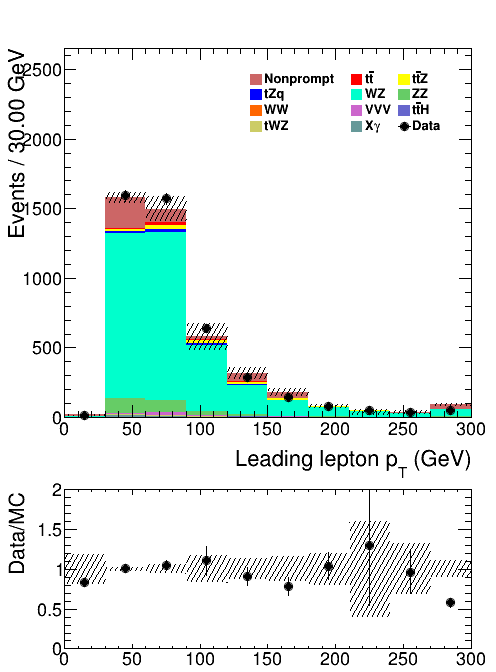 Events / 30.00 GeV
2500
2000
1500
1000
500
0
Nonprompt tt̄ tt̄Z
tZq WZ ZZ
WW VVV tt̄H
tWZ Xγ Data
0 50 100 150 200 250 300
Leading lepton p_T (GeV)
Data/MC
2
1.5
1
0.5
0
0 50 100 150 200 250 300